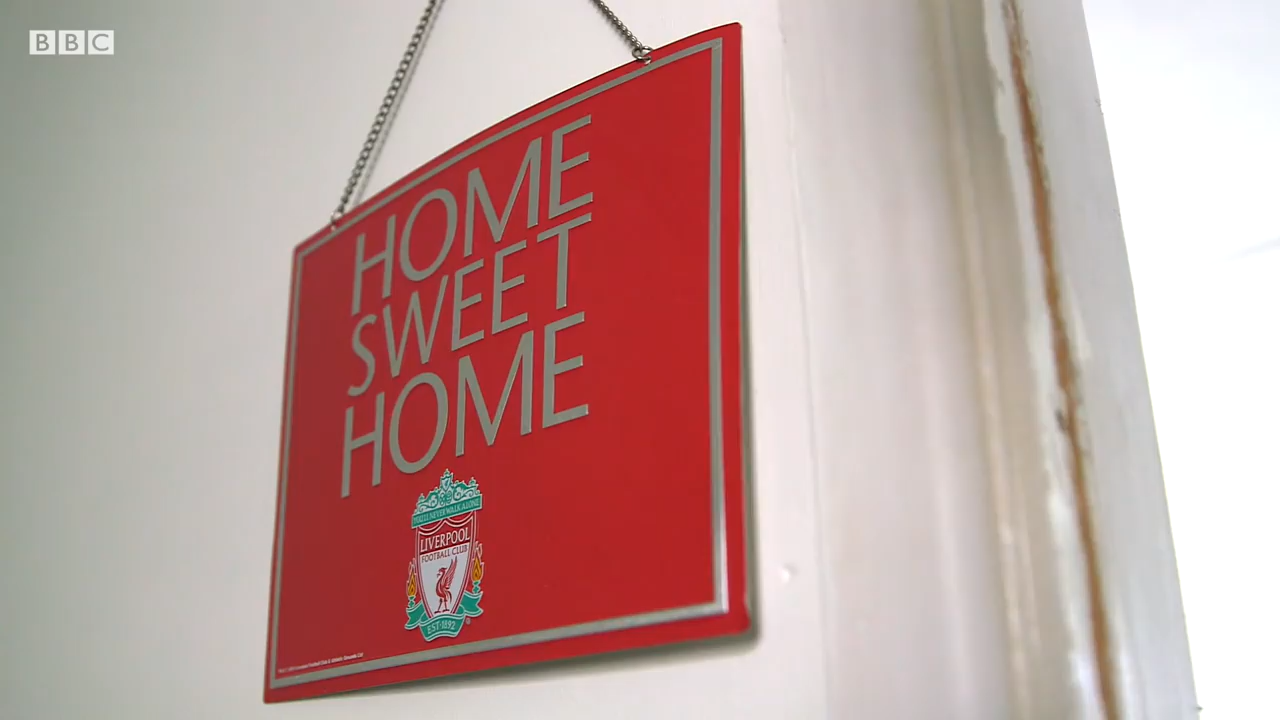 BBC
HOME
SWEET
HOME
YOU'LL NEVER WALK ALONE
LIVERPOOL
FOOTBALL CLUB
EST·1892